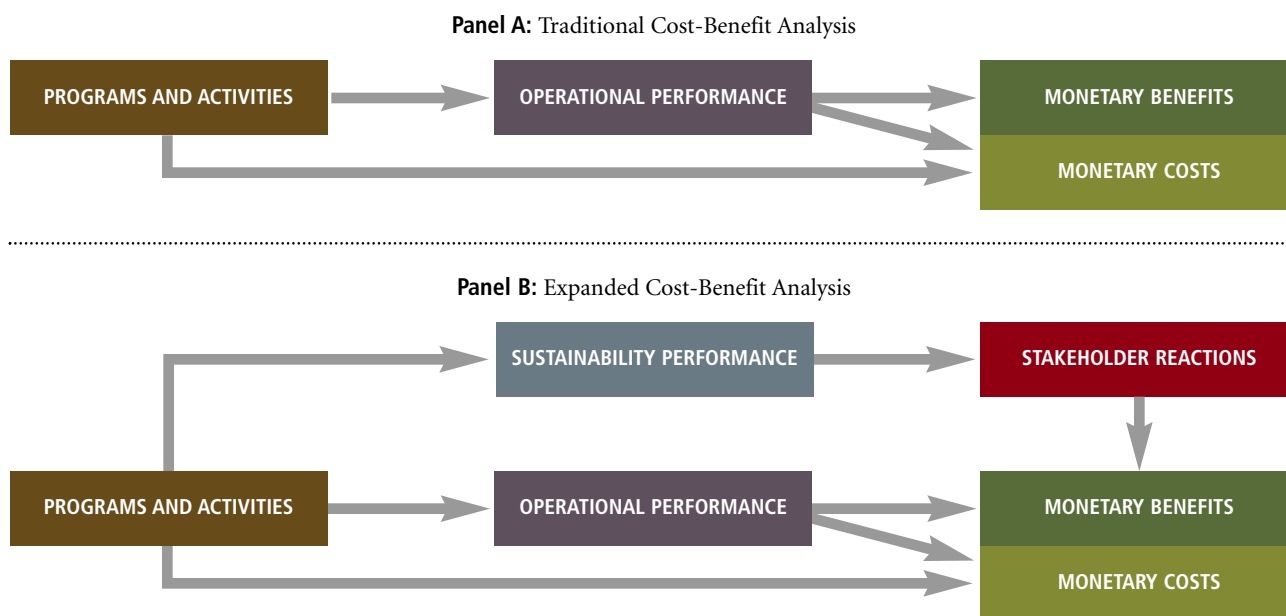 Panel A: Traditional Cost-Benefit Analysis
PROGRAMS AND ACTIVITIES
OPERATIONAL PERFORMANCE
MONETARY BENEFITS
MONETARY COSTS
Panel B: Expanded Cost-Benefit Analysis
SUSTAINABILITY PERFORMANCE
STAKEHOLDER REACTIONS
PROGRAMS AND ACTIVITIES
OPERATIONAL PERFORMANCE
MONETARY BENEFITS
MONETARY COSTS